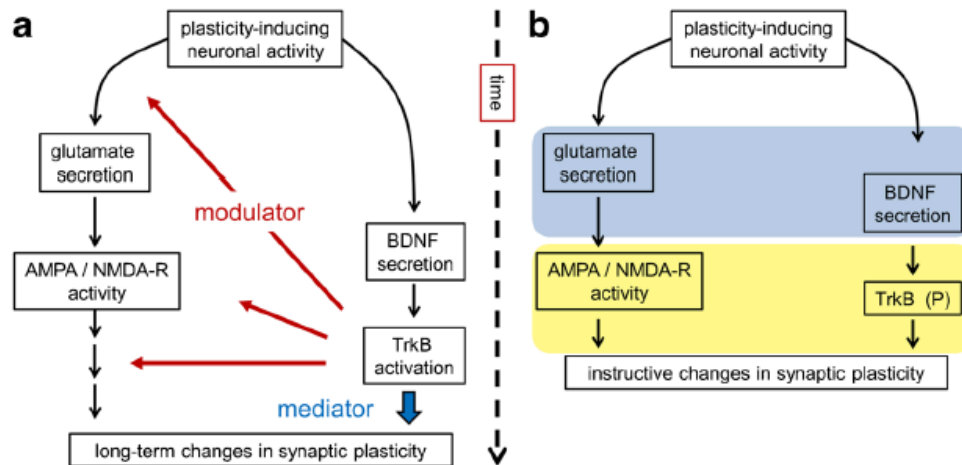 a
plasticity-inducing
neuronal activity
glutamate
secretion
modulator
BDNF
secretion
AMPA / NMDA-R
activity
TrkB
activation
mediator
long-term changes in synaptic plasticity
time
b
plasticity-inducing
neuronal activity
glutamate
secretion
BDNF
secretion
AMPA / NMDA-R
activity
TrkB (P)
instructive changes in synaptic plasticity